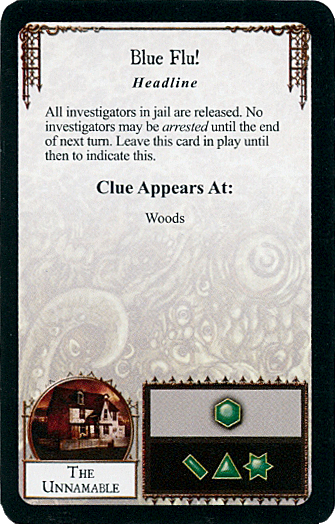 Blue Flu!
Headline
All investigators in jail are released. No
investigators may be arrested until the end
of next turn. Leave this card in play until
then to indicate this.
Clue Appears At:
Woods
THE
UNNAMABLE